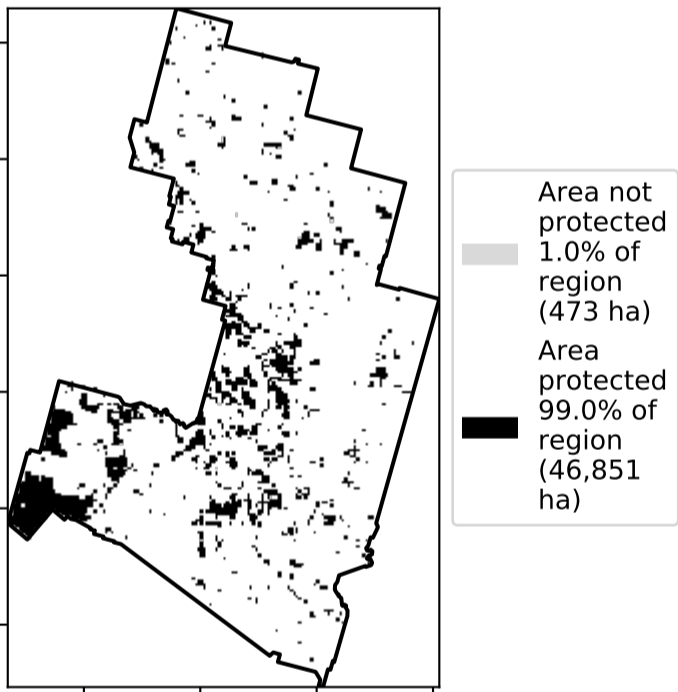 Area not
protected
1.0% of
region
(473 ha)
Area
protected
99.0% of
region
(46,851
ha)